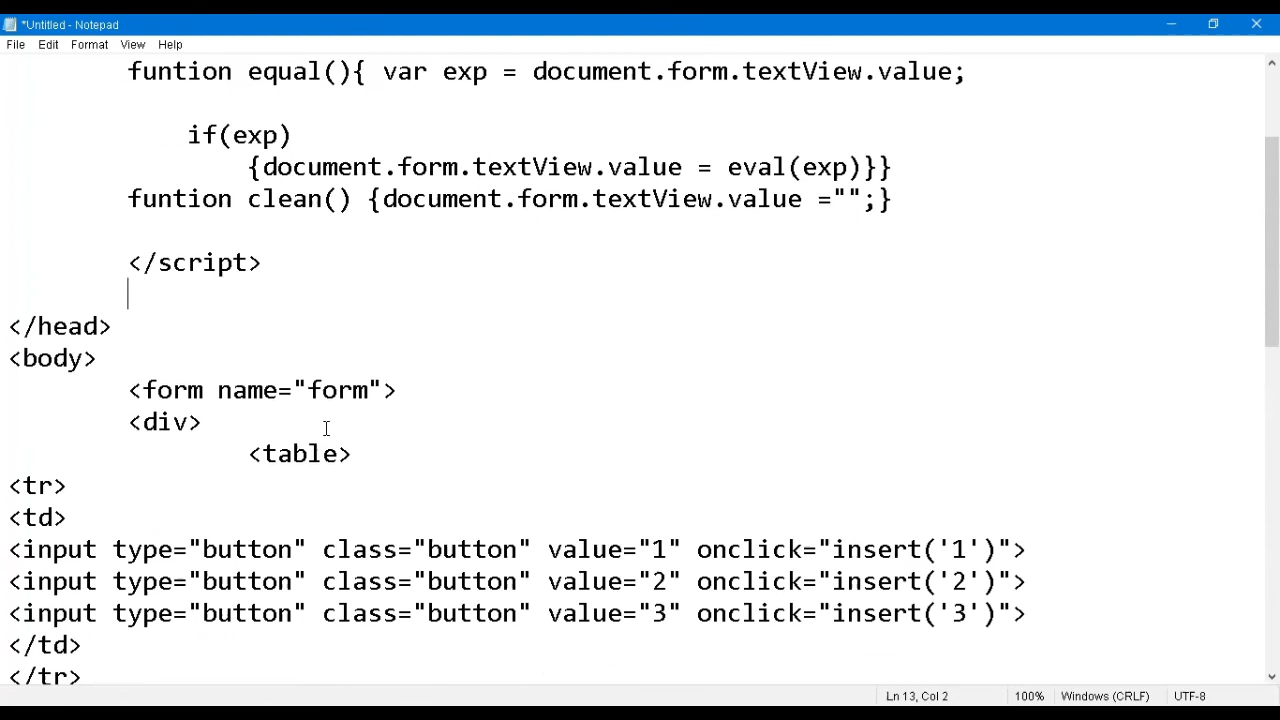 *Untitled - Notepad
File Edit Format View Help
funtion equal(){ var exp = document.form.textView.value;
if(exp)
{document.form.textView.value = eval(exp)}}
funtion clean() {document.form.textView.value ="";}
</script>
</head>
<body>
<form name="form">
<div>
<table>
<tr>
<td>
<input type="button" class="button" value="1" onclick="insert('1')">
<input type="button" class="button" value="2" onclick="insert('2')">
<input type="button" class="button" value="3" onclick="insert('3')">
</td>
</tr>
Ln 13, Col 2 100% Windows (CRLF) UTF-8